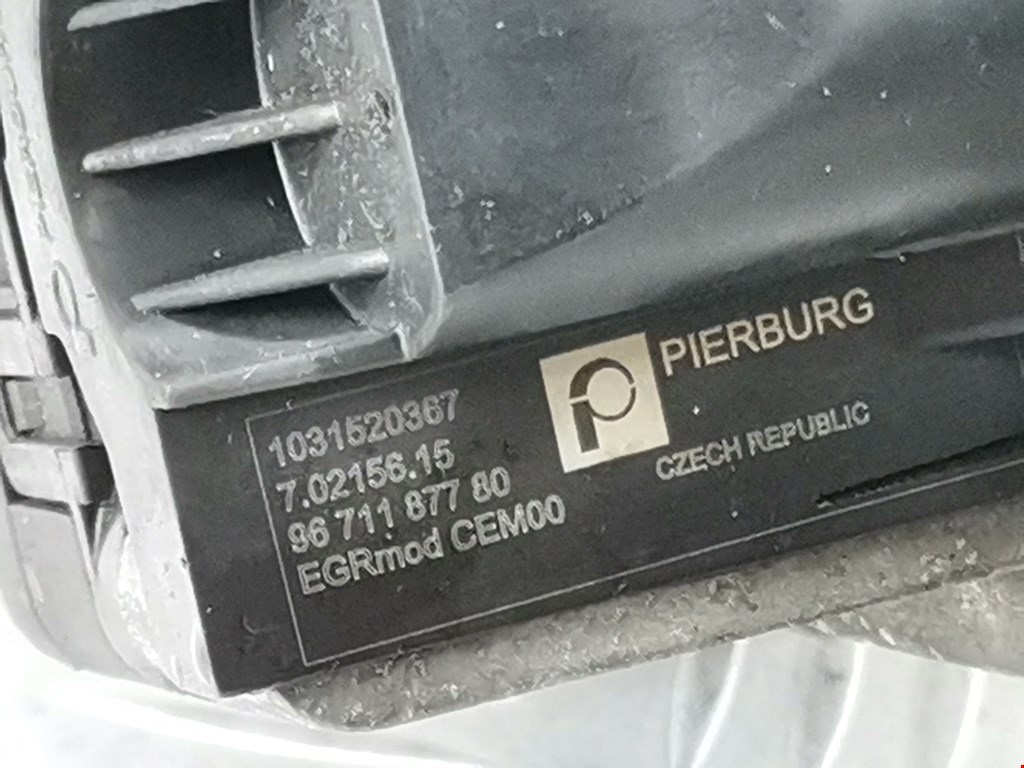 PIERBURG
CZECH REPUBLIC
1031520367
7.02156.15
96 711 877 80
EGRmod CEM00